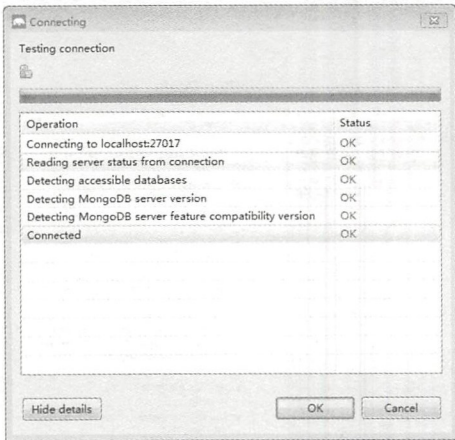 Connecting
Testing connection
Operation Status
Connecting to localhost:27017 OK
Reading server status from connection OK
Detecting accessible databases OK
Detecting MongoDB server version OK
Detecting MongoDB server feature compatibility version OK
Connected OK
Hide details OK Cancel